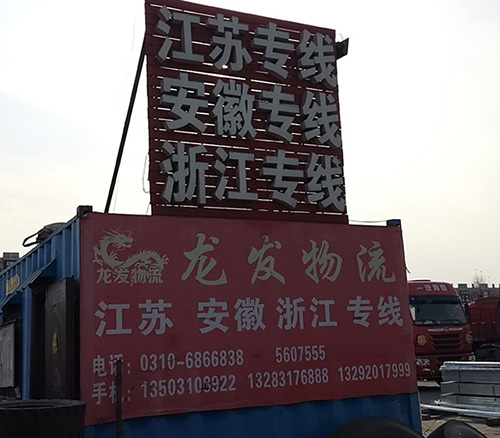 江苏专线
安徽专线
浙江专线
龙发物流
龙发物流
江苏 安徽 浙江 专线
电话: 0310-6866838 5607555
手机: 13503108922 13283176888 13292017999